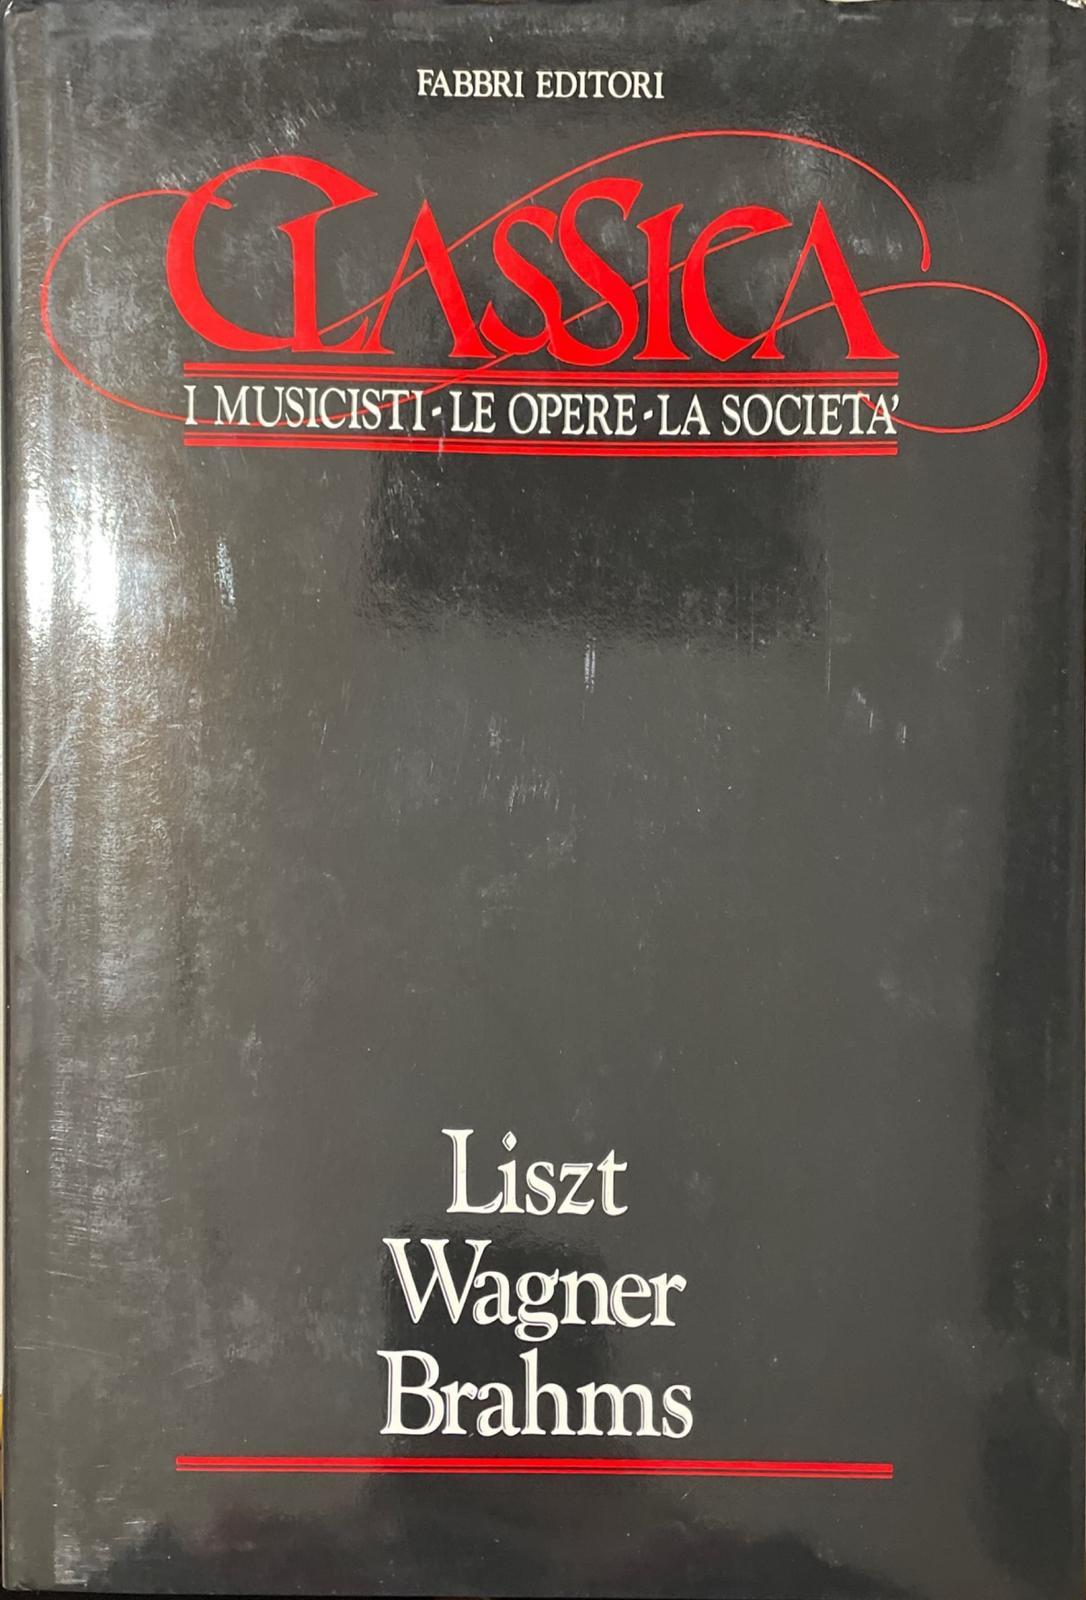 FABBRI EDITORI
CLASSICA
I MUSICISTI-LE OPERE-LA SOCIETA'
Liszt
Wagner
Brahms